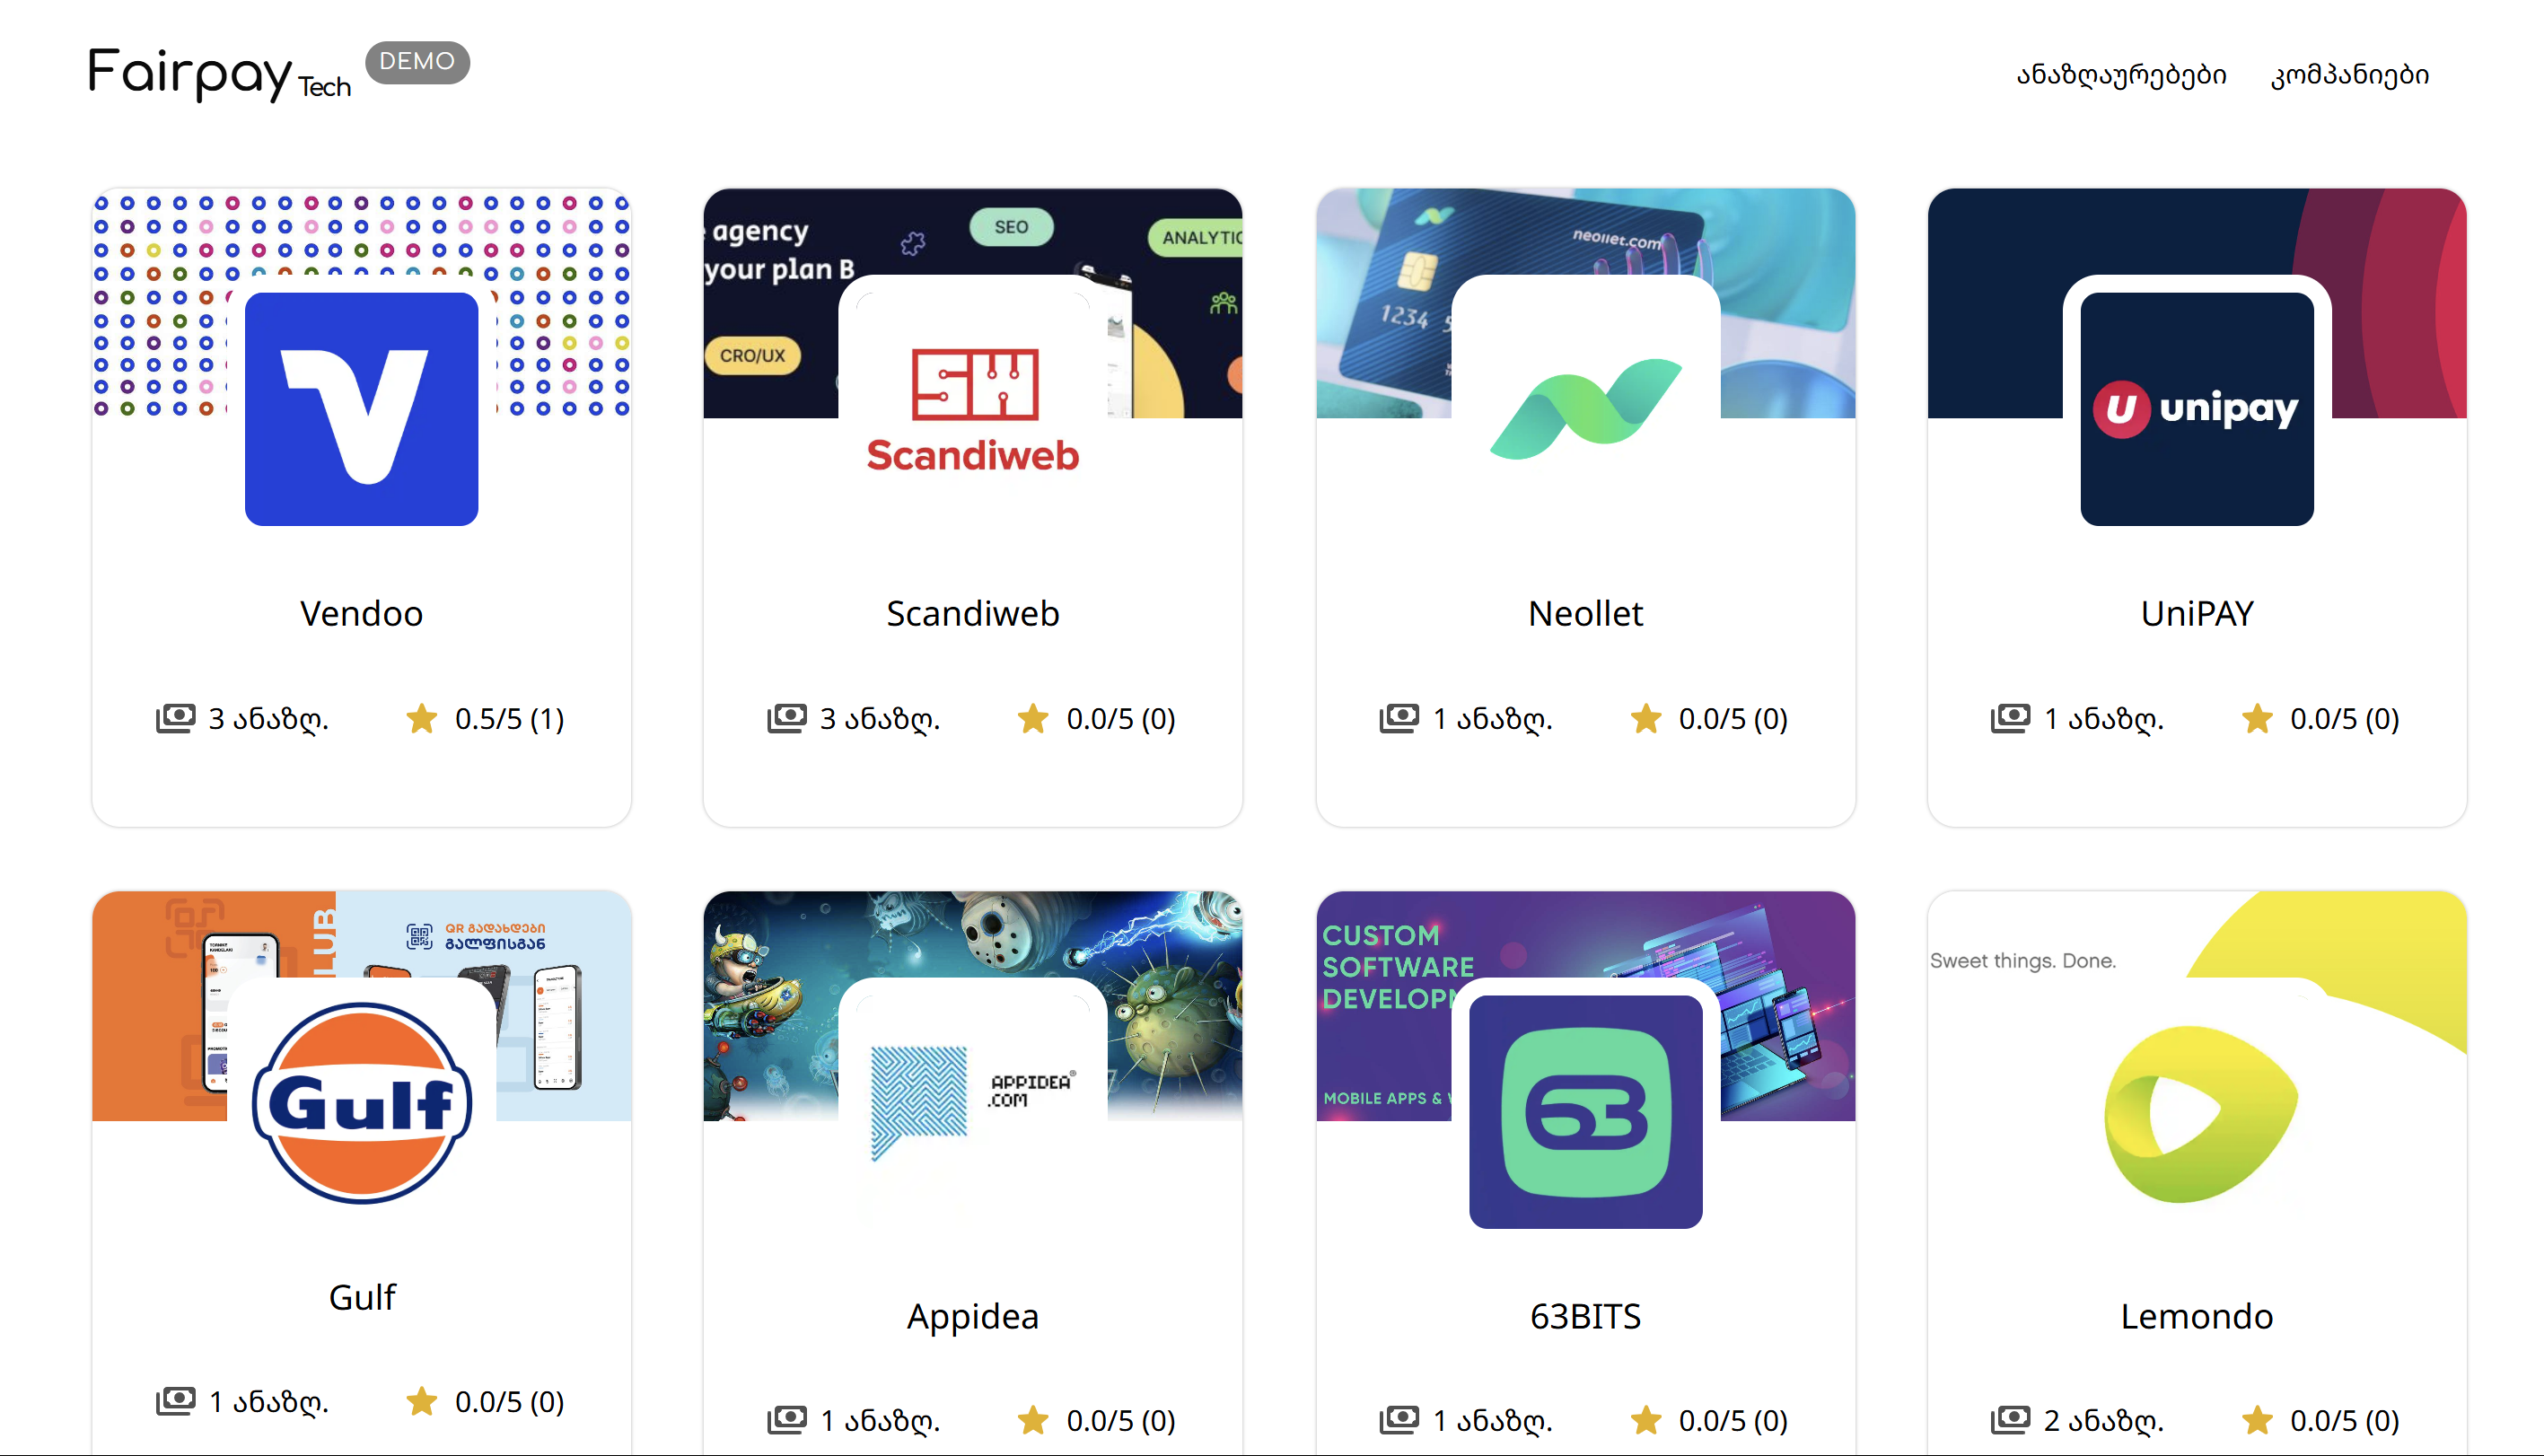 Fairpay Tech DEMO
ანაზღაურებები კომპანიები
agency
your plan B
SEO
CRO/UX
neollet.com
1234
Scandiweb
unipay
Vendoo
Scandiweb
Neollet
UniPAY
3 ანაზღ. 0.5/5 (1)
3 ანაზღ. 0.0/5 (0)
1 ანაზღ. 0.0/5 (0)
1 ანაზღ. 0.0/5 (0)
QR გადახდები
გალფისგან
Gulf
APPIDEA
.COM
CUSTOM
SOFTWARE
MOBILE APPS &
63
Sweet things. Done.
Gulf
Appidea
63BITS
Lemondo
1 ანაზღ. 0.0/5 (0)
1 ანაზღ. 0.0/5 (0)
1 ანაზღ. 0.0/5 (0)
2 ანაზღ. 0.0/5 (0)